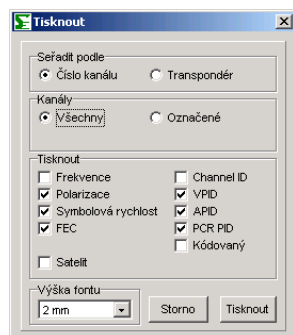 Tisknout
Seřadit podle
Číslo kanálu Transpondér
Kanály
Všechny Označené
Tisknout
Frekvence Channel ID
Polarizace VPID
Symbolová rychlost APID
FEC PCR PID
Kódovaný
Satelit
Výška fontu
2 mm Storno Tisknout